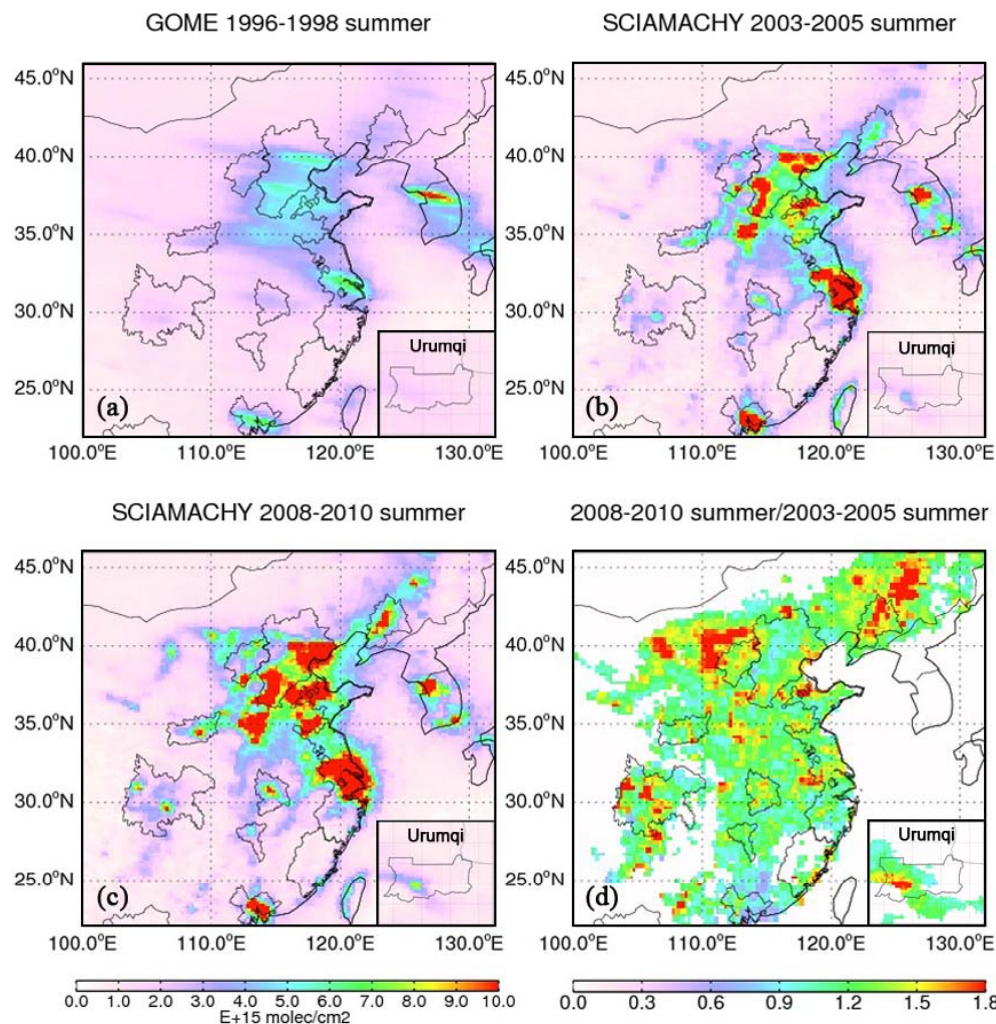 GOME 1996-1998 summer
SCIAMACHY 2003-2005 summer
45.0°N
40.0°N
35.0°N
30.0°N
25.0°N
Urumqi
(a)
100.0°E 110.0°E 120.0°E 130.0°E
45.0°N
40.0°N
35.0°N
30.0°N
25.0°N
Urumqi
(b)
100.0°E 110.0°E 120.0°E 130.0°E
SCIAMACHY 2008-2010 summer
2008-2010 summer/2003-2005 summer
45.0°N
40.0°N
35.0°N
30.0°N
25.0°N
Urumqi
(c)
100.0°E 110.0°E 120.0°E 130.0°E
45.0°N
40.0°N
35.0°N
30.0°N
25.0°N
Urumqi
(d)
100.0°E 110.0°E 120.0°E 130.0°E
0.0 1.0 2.0 3.0 4.0 5.0 6.0 7.0 8.0 9.0 10.0
E+15 molec/cm2
0.0 0.3 0.6 0.9 1.2 1.5 1.8